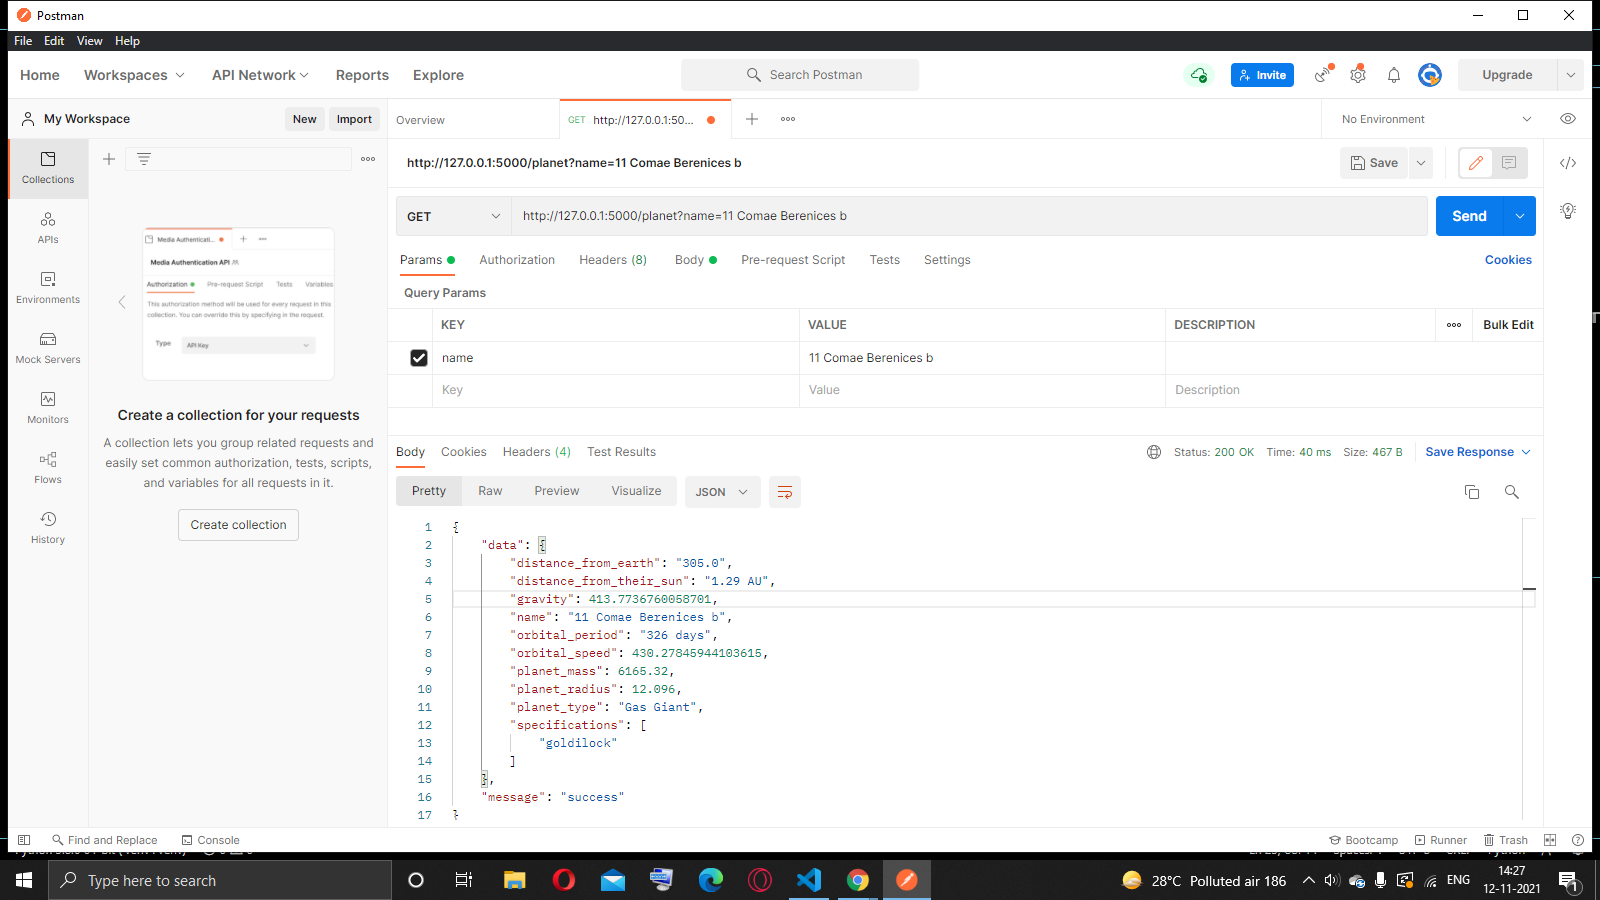 Postman
File Edit View Help
Home Workspaces API Network Reports Explore Search Postman Invite Upgrade
My Workspace New Import Overview GET http://127.0.0.1:50... No Environment
Collections
APIs
Environments
Mock Servers
Monitors
Flows
History
Media Authenticati...
Media Authentication API
Authorization Pre-request Script Tests Variables
This authorization method will be used for every request in this
collection. You can override this by specifying in the request.
Type API Key
Create a collection for your requests
A collection lets you group related requests and
easily set common authorization, tests, scripts,
and variables for all requests in it.
Create collection
http://127.0.0.1:5000/planet?name=11 Comae Berenices b Save
GET http://127.0.0.1:5000/planet?name=11 Comae Berenices b Send
Params Authorization Headers (8) Body Pre-request Script Tests Settings Cookies
Query Params
KEY VALUE DESCRIPTION Bulk Edit
name 11 Comae Berenices b
Key Value Description
Body Cookies Headers (4) Test Results Status: 200 OK Time: 40 ms Size: 467 B Save Response
Pretty Raw Preview Visualize JSON
1 {
2 "data": {
3 "distance_from_earth": "305.0",
4 "distance_from_their_sun": "1.29 AU",
5 "gravity": 413.7736760058701,
6 "name": "11 Comae Berenices b",
7 "orbital_period": "326 days",
8 "orbital_speed": 430.27845944103615,
9 "planet_mass": 6165.32,
10 "planet_radius": 12.096,
11 "planet_type": "Gas Giant",
12 "specifications": [
13 "goldilock"
14 ]
15 },
16 "message": "success"
17 }
Find and Replace Console Bootcamp Runner Trash
Type here to search 28°C Polluted air 186 ENG 14:27
12-11-2021 1